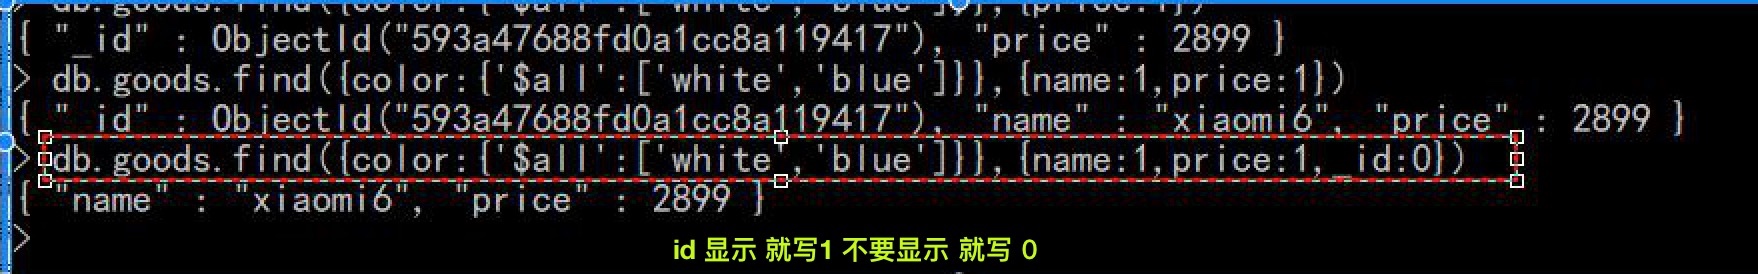 db.goods.find({color:{'$all':['white','blue']}},{price:1})
{ "_id" : ObjectId("593a47688fd0a1cc8a119417"), "price" : 2899 }
> db.goods.find({color:{'$all':['white','blue']}},{name:1,price:1})
{ "_id" : ObjectId("593a47688fd0a1cc8a119417"), "name" : "xiaomi6", "price" : 2899 }
> db.goods.find({color:{'$all':['white','blue']}},{name:1,price:1,_id:0})
{ "name" : "xiaomi6", "price" : 2899 }
>
id 显示 就写1 不要显示 就写 0